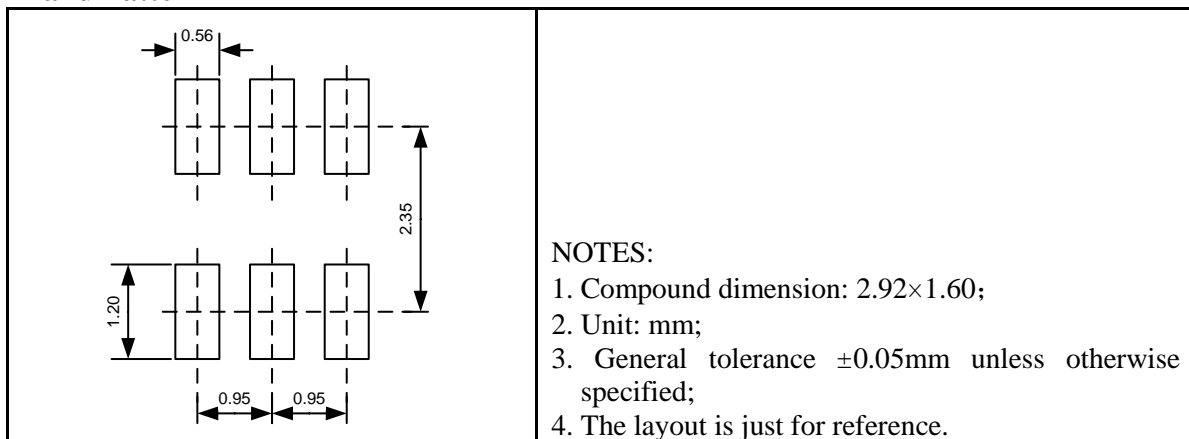 0.56
2.35
1.20
0.95 0.95
NOTES:
1. Compound dimension: 2.92×1.60；
2. Unit: mm;
3. General tolerance ±0.05mm unless otherwise
specified;
4. The layout is just for reference.